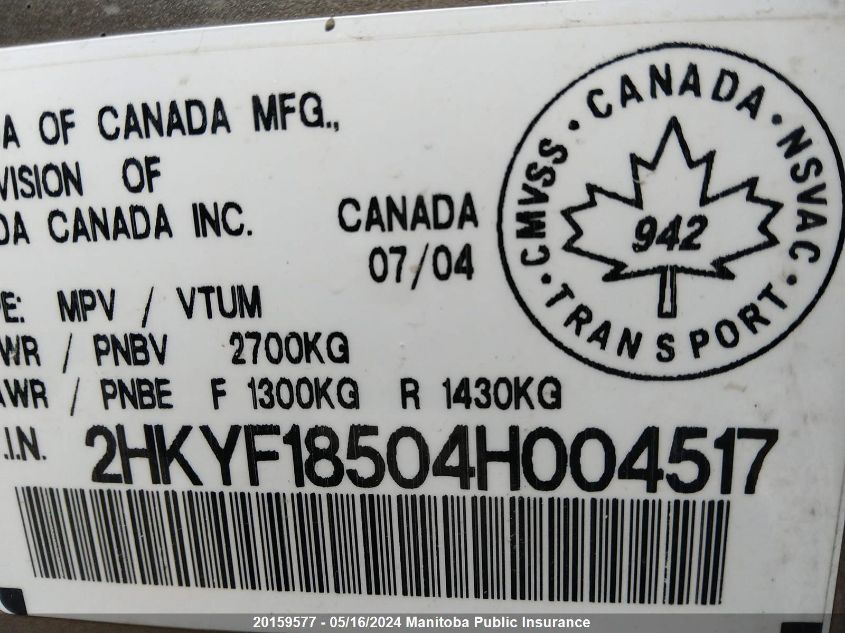 A OF CANADA MFG.,
VISION OF
DA CANADA INC.
CANADA
07/04
E: MPV / VTUM
WR / PNBV 2700KG
AWR / PNBE F 1300KG R 1430KG
.I.N. 2HKYF18504H004517
CMVSS · CANADA · NSVAC · TRANSPORT ·
942
20159577 - 05/16/2024 Manitoba Public Insurance